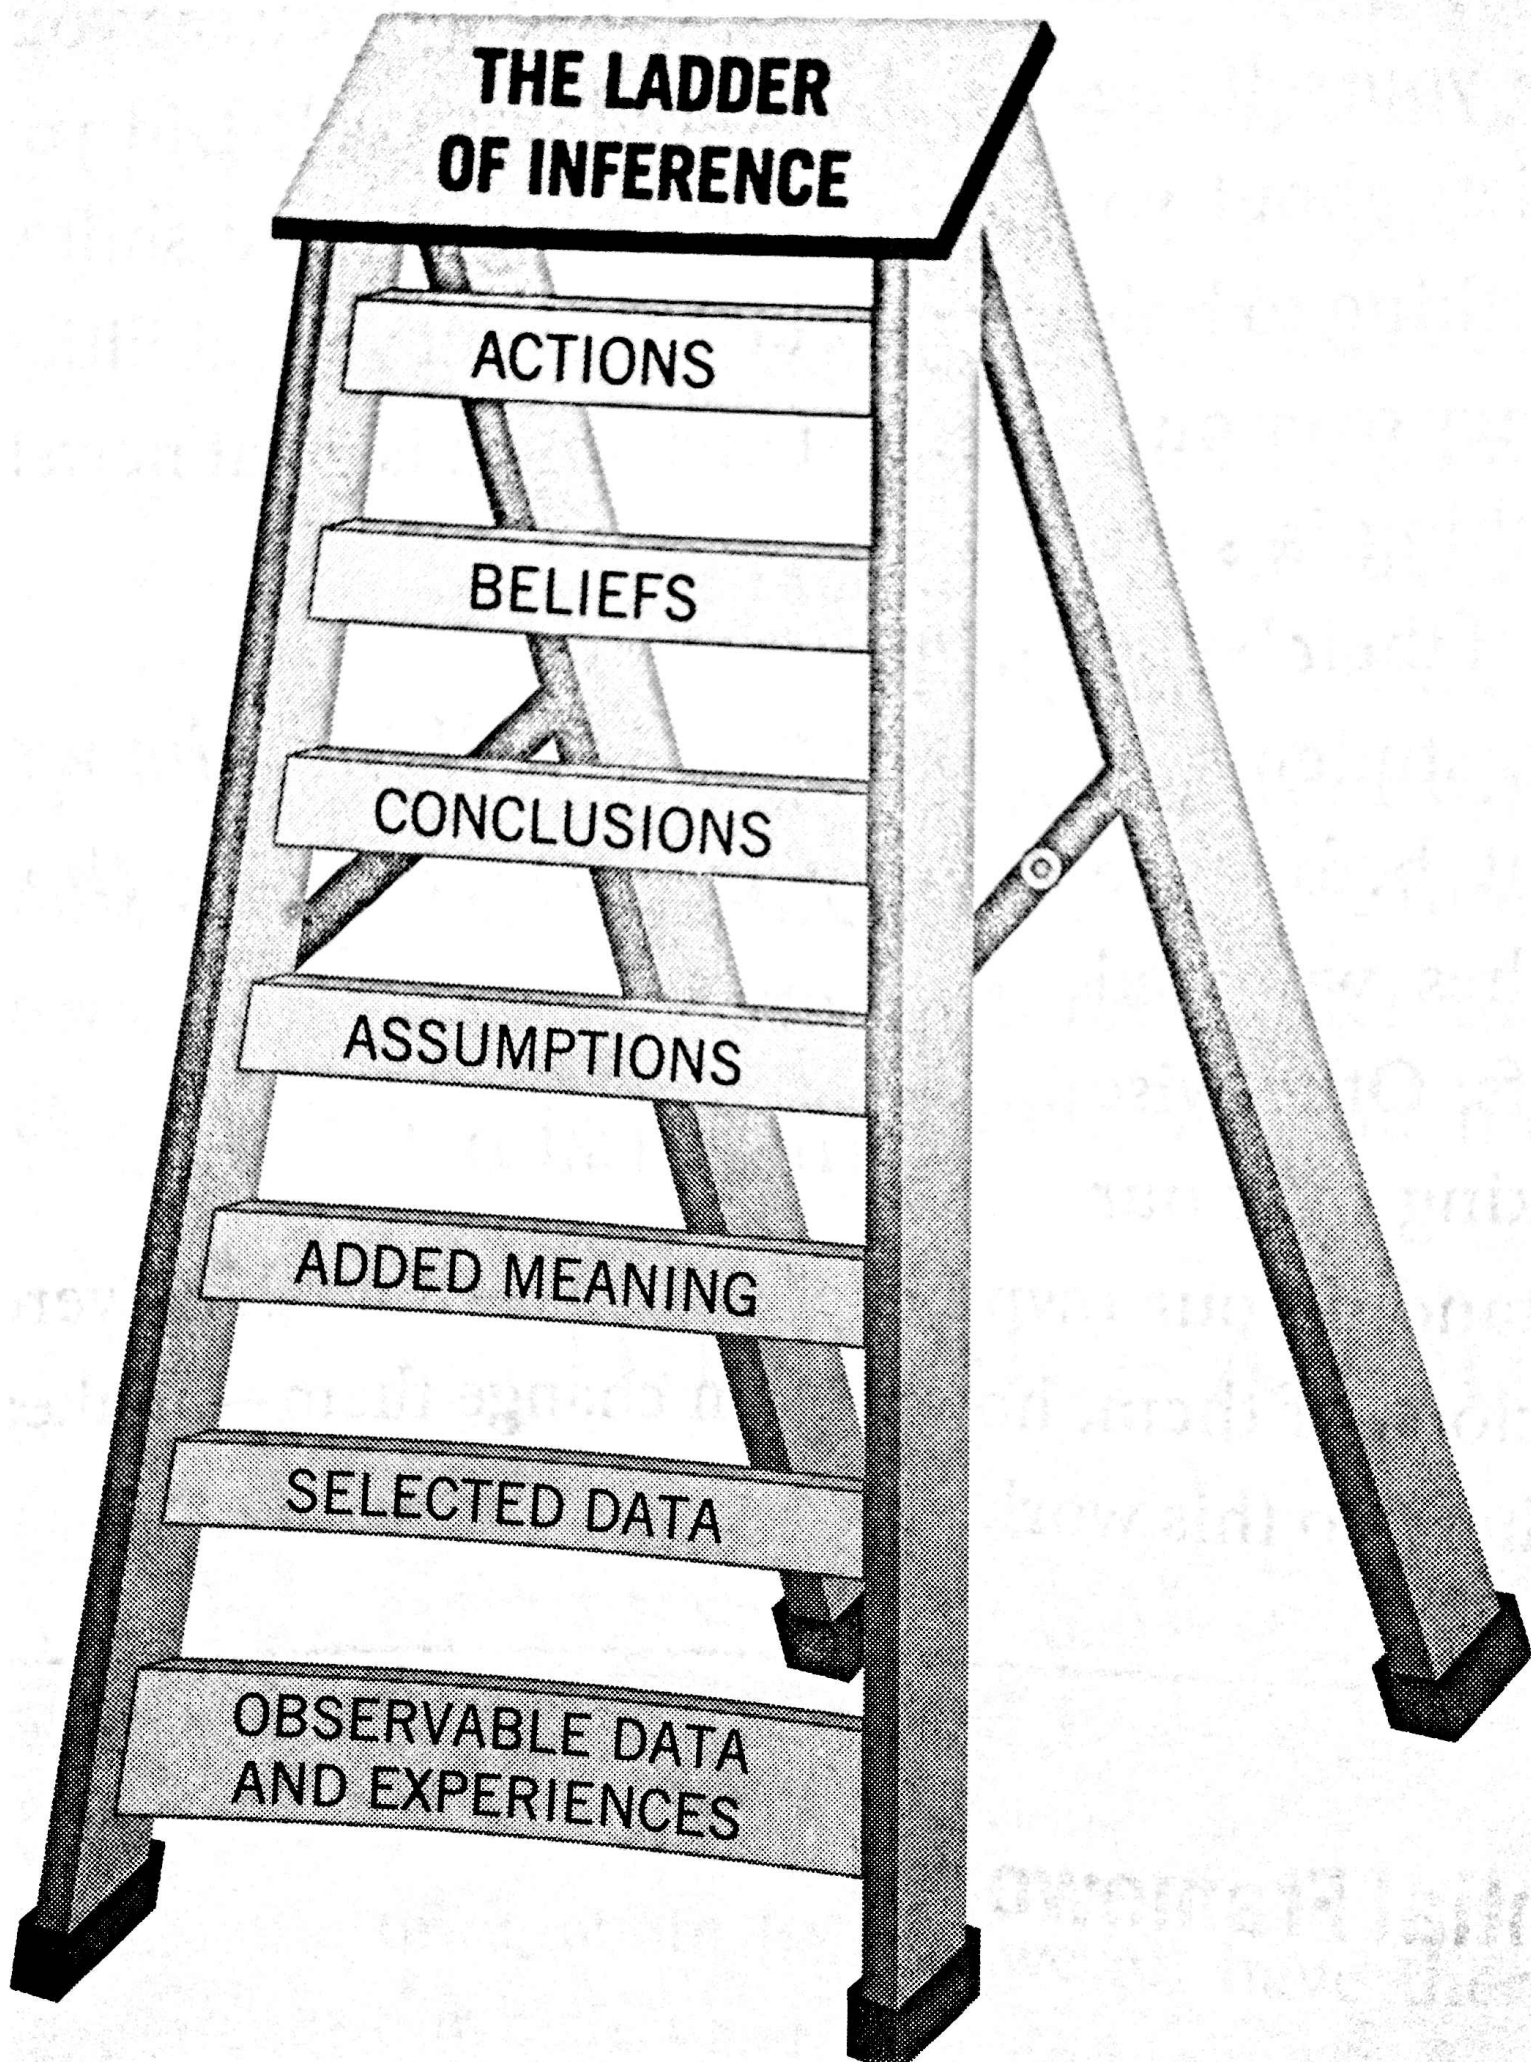 THE LADDER
OF INFERENCE
ACTIONS
BELIEFS
CONCLUSIONS
ASSUMPTIONS
ADDED MEANING
SELECTED DATA
OBSERVABLE DATA
AND EXPERIENCES